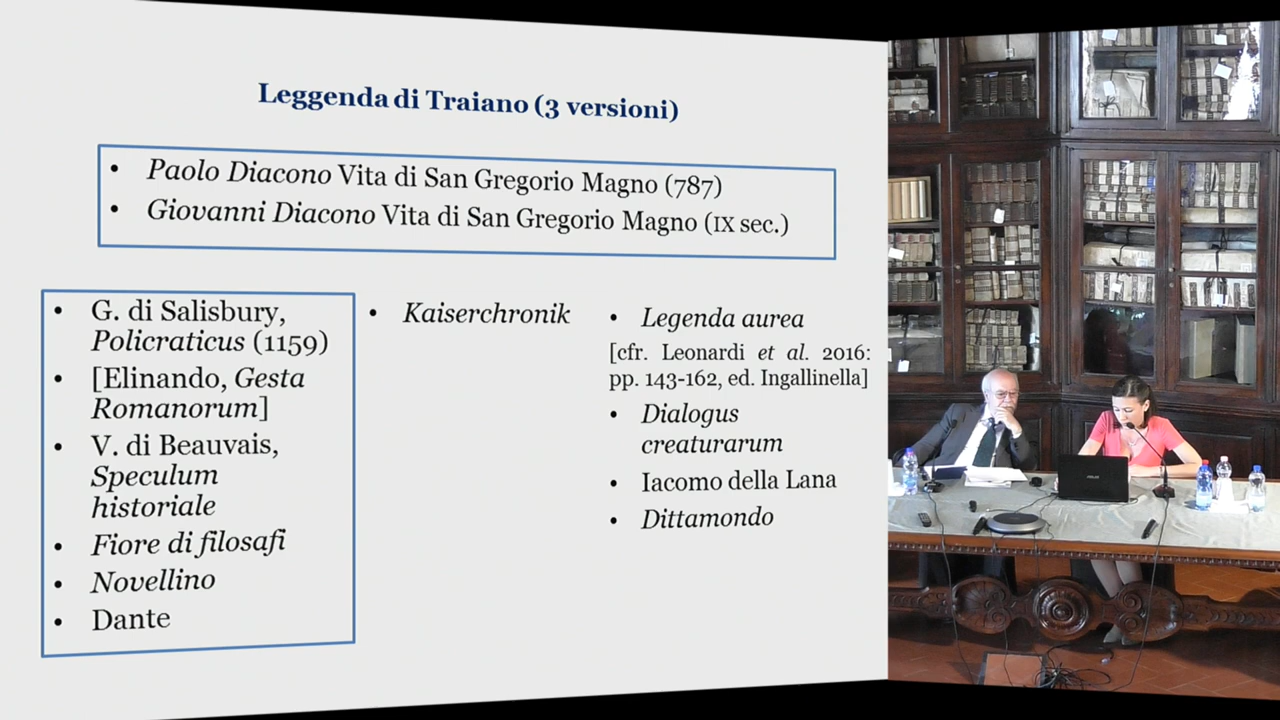 Leggenda di Traiano (3 versioni)
• Paolo Diacono Vita di San Gregorio Magno (787)
• Giovanni Diacono Vita di San Gregorio Magno (IX sec.)
• G. di Salisbury,
Policraticus (1159)
• [Elinando, Gesta
Romanorum]
• V. di Beauvais,
Speculum
historiale
• Fiore di filosafi
• Novellino
• Dante
• Kaiserchronik
• Legenda aurea
[cfr. Leonardi et al. 2016:
pp. 143-162, ed. Ingallinella]
• Dialogus
creaturarum
• Iacomo della Lana
• Dittamondo
ASUS